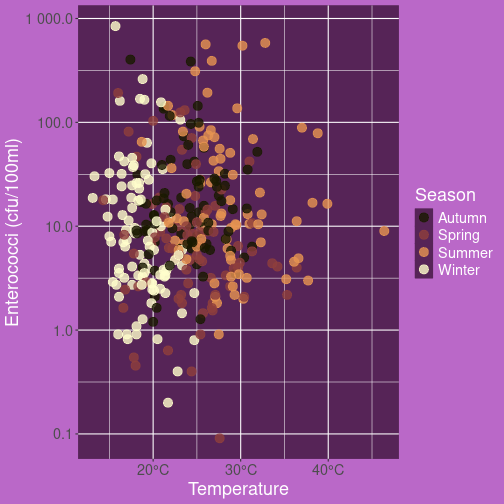 1 000.0
100.0
10.0
1.0
0.1
Enterococci (cfu/100ml)
20°C 30°C 40°C
Temperature
Season
Autumn
Spring
Summer
Winter